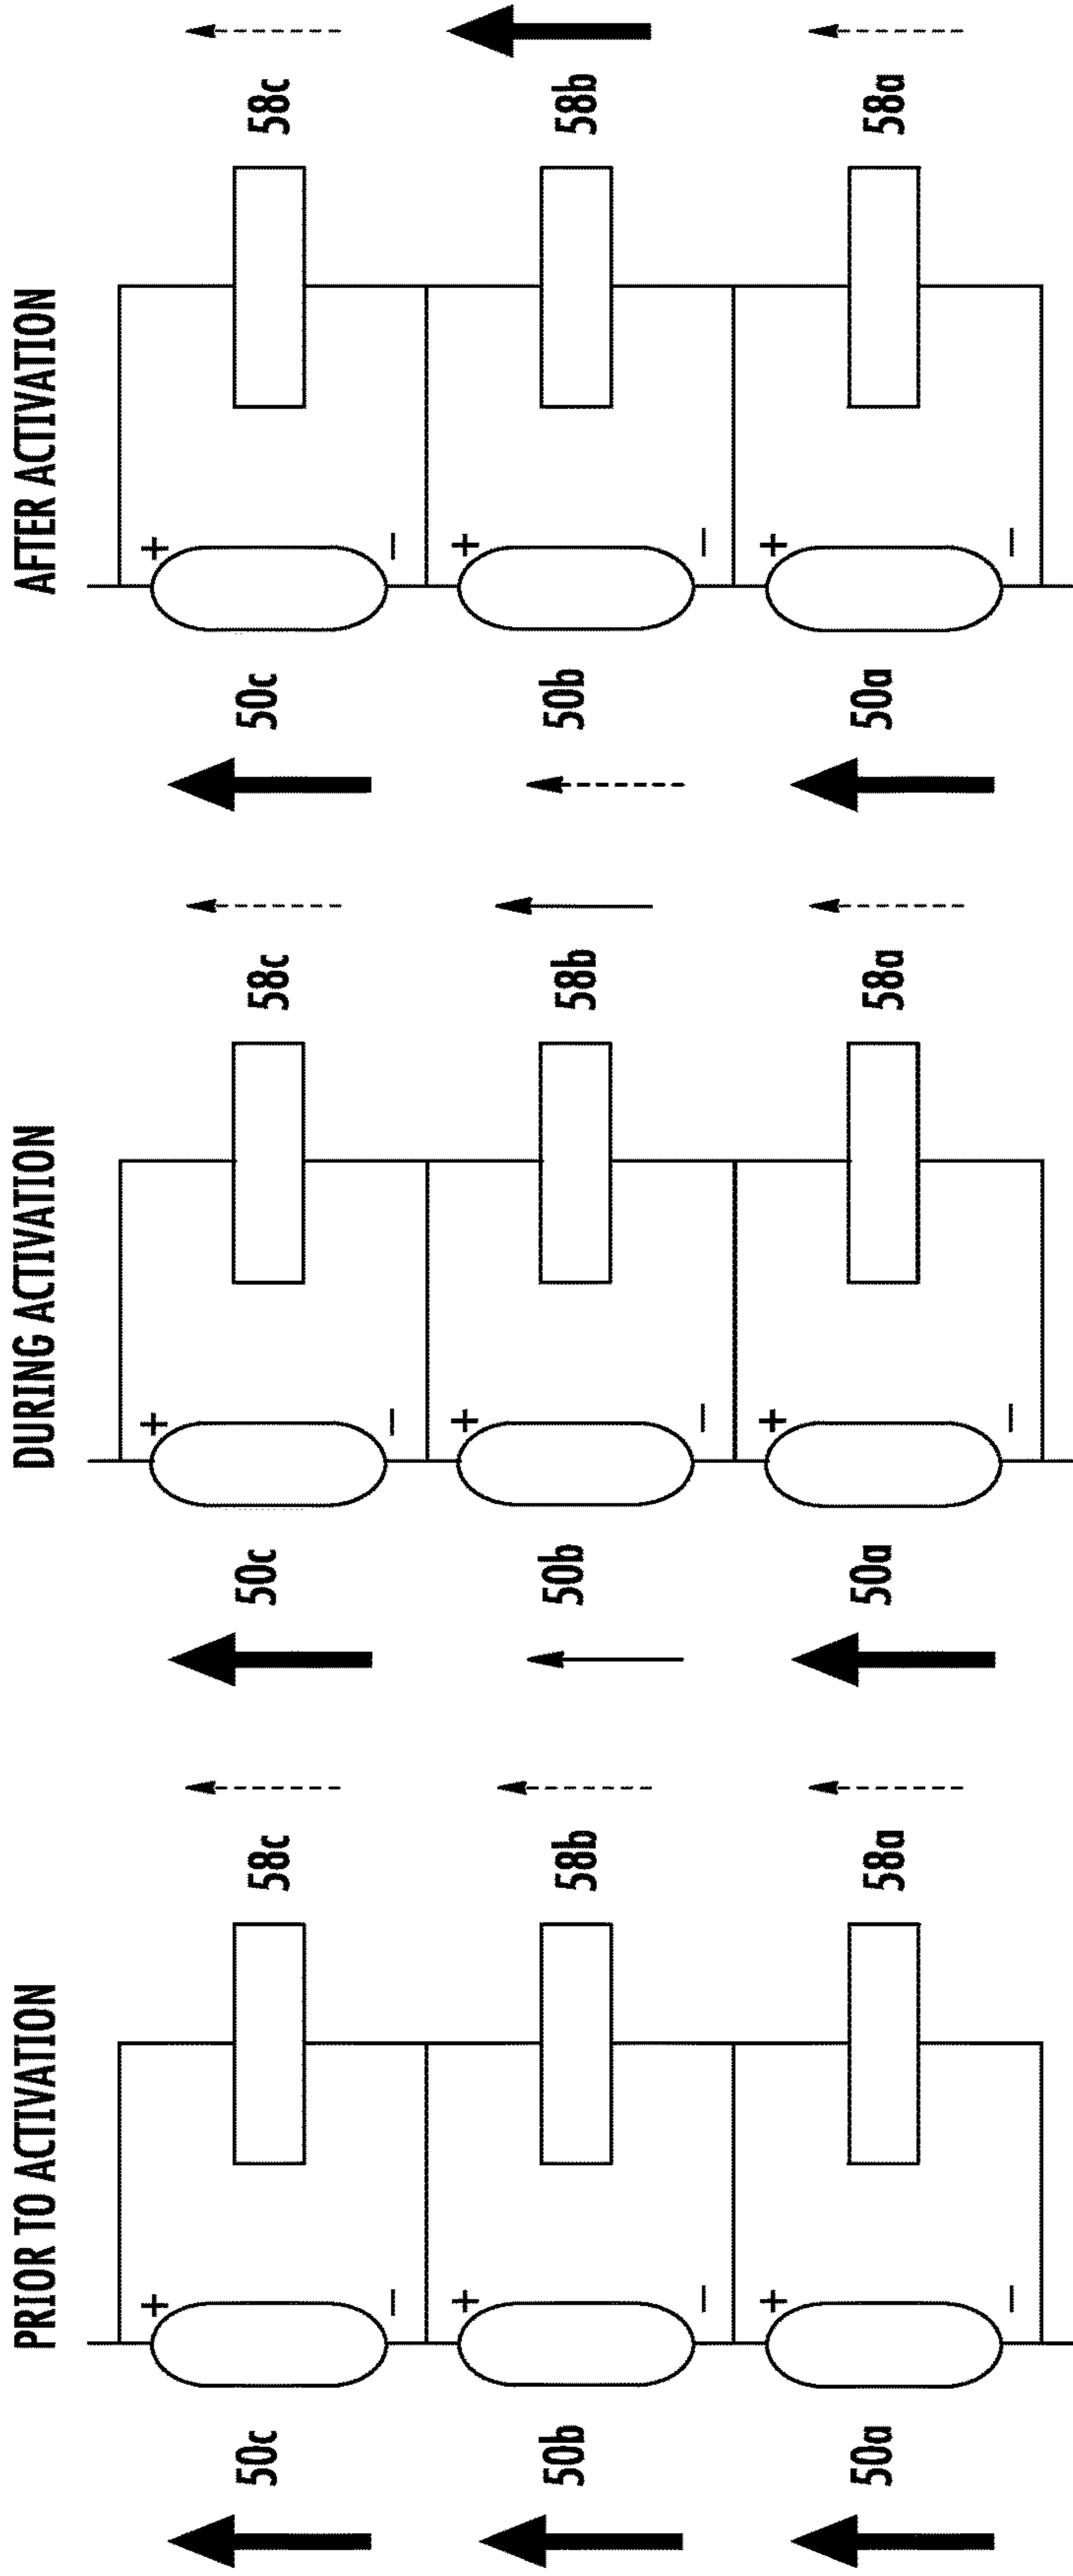 PRIOR TO ACTIVATION
50c
+
−
58c
50b
+
−
58b
50a
+
−
58a
DURING ACTIVATION
50c
+
−
58c
50b
+
−
58b
50a
+
−
58a
AFTER ACTIVATION
50c
+
−
58c
50b
+
−
58b
50a
+
−
58a